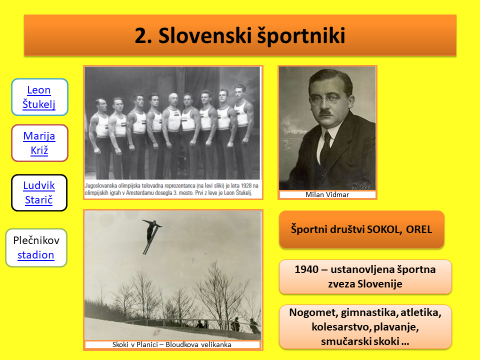 2. Slovenski športniki
Leon
Štukelj
Marija
Križ
Ludvik
Starič
Plečnikov
stadion
Jugoslovanska olimpijska telovadna reprezentanca (na levi sliki) je leta 1928 na
olimpijskih igrah v Amsterdamu dosegla 3. mesto. Prvi z leve je Leon Štukelj.
Milan Vidmar
Skoki v Planici – Bloudkova velikanka
Športni društvi SOKOL, OREL
1940 – ustanovljena športna
zveza Slovenije
Nogomet, gimnastika, atletika,
kolesarstvo, plavanje,
smučarski skoki ...